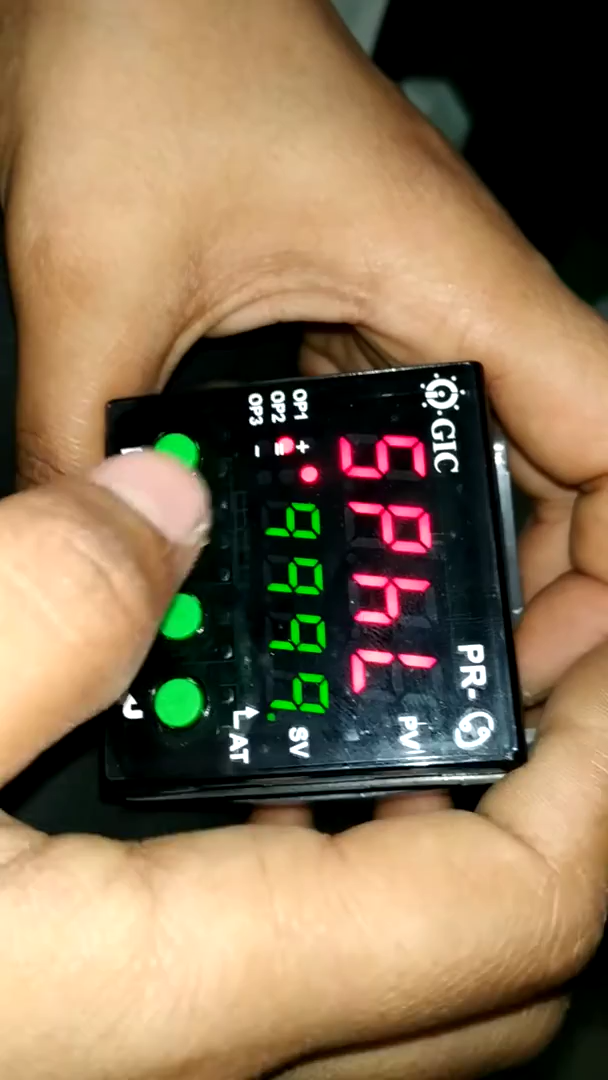 GIC PR-
SPhL PV
OP1 +
OP2 =
OP3 -
9999. SV
AT